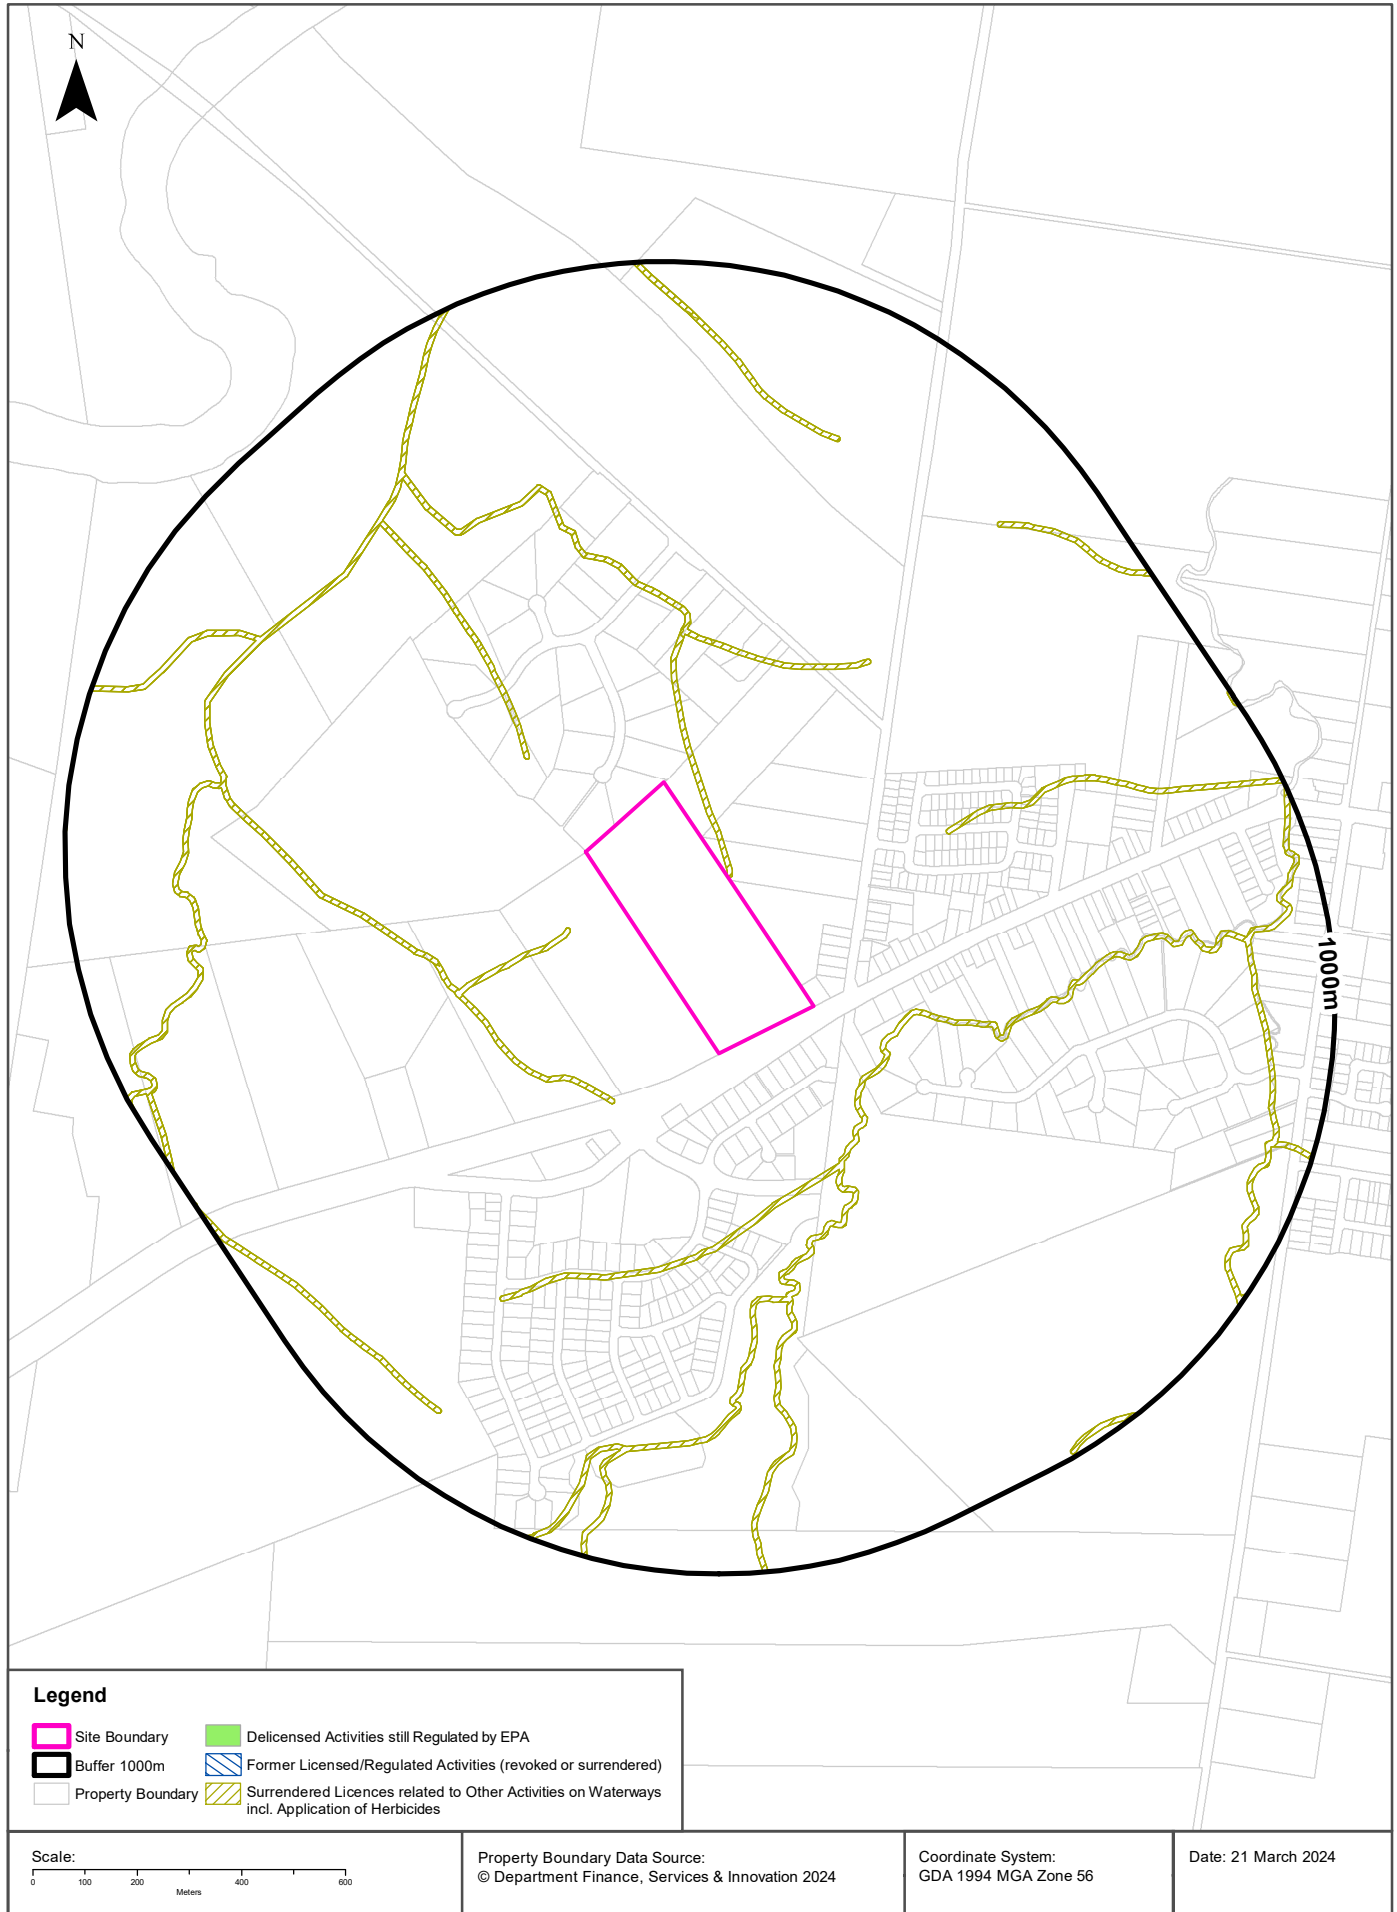 N
1000m
Legend
Site Boundary
Delicensed Activities still Regulated by EPA
Buffer 1000m
Former Licensed/Regulated Activities (revoked or surrendered)
Property Boundary
Surrendered Licences related to Other Activities on Waterways
incl. Application of Herbicides
Scale:
0 100 200 400 600
Meters
Property Boundary Data Source:
© Department Finance, Services & Innovation 2024
Coordinate System:
GDA 1994 MGA Zone 56
Date: 21 March 2024